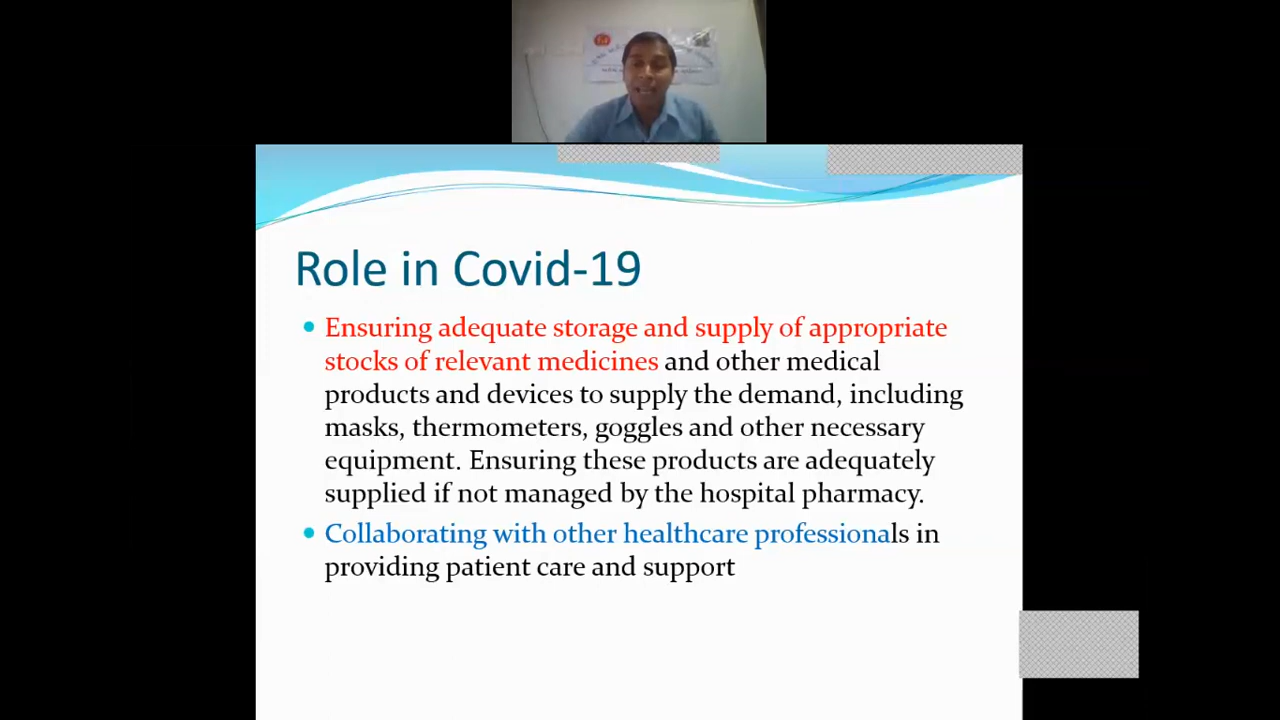 Role in Covid-19
Ensuring adequate storage and supply of appropriate
stocks of relevant medicines and other medical
products and devices to supply the demand, including
masks, thermometers, goggles and other necessary
equipment. Ensuring these products are adequately
supplied if not managed by the hospital pharmacy.
Collaborating with other healthcare professionals in
providing patient care and support